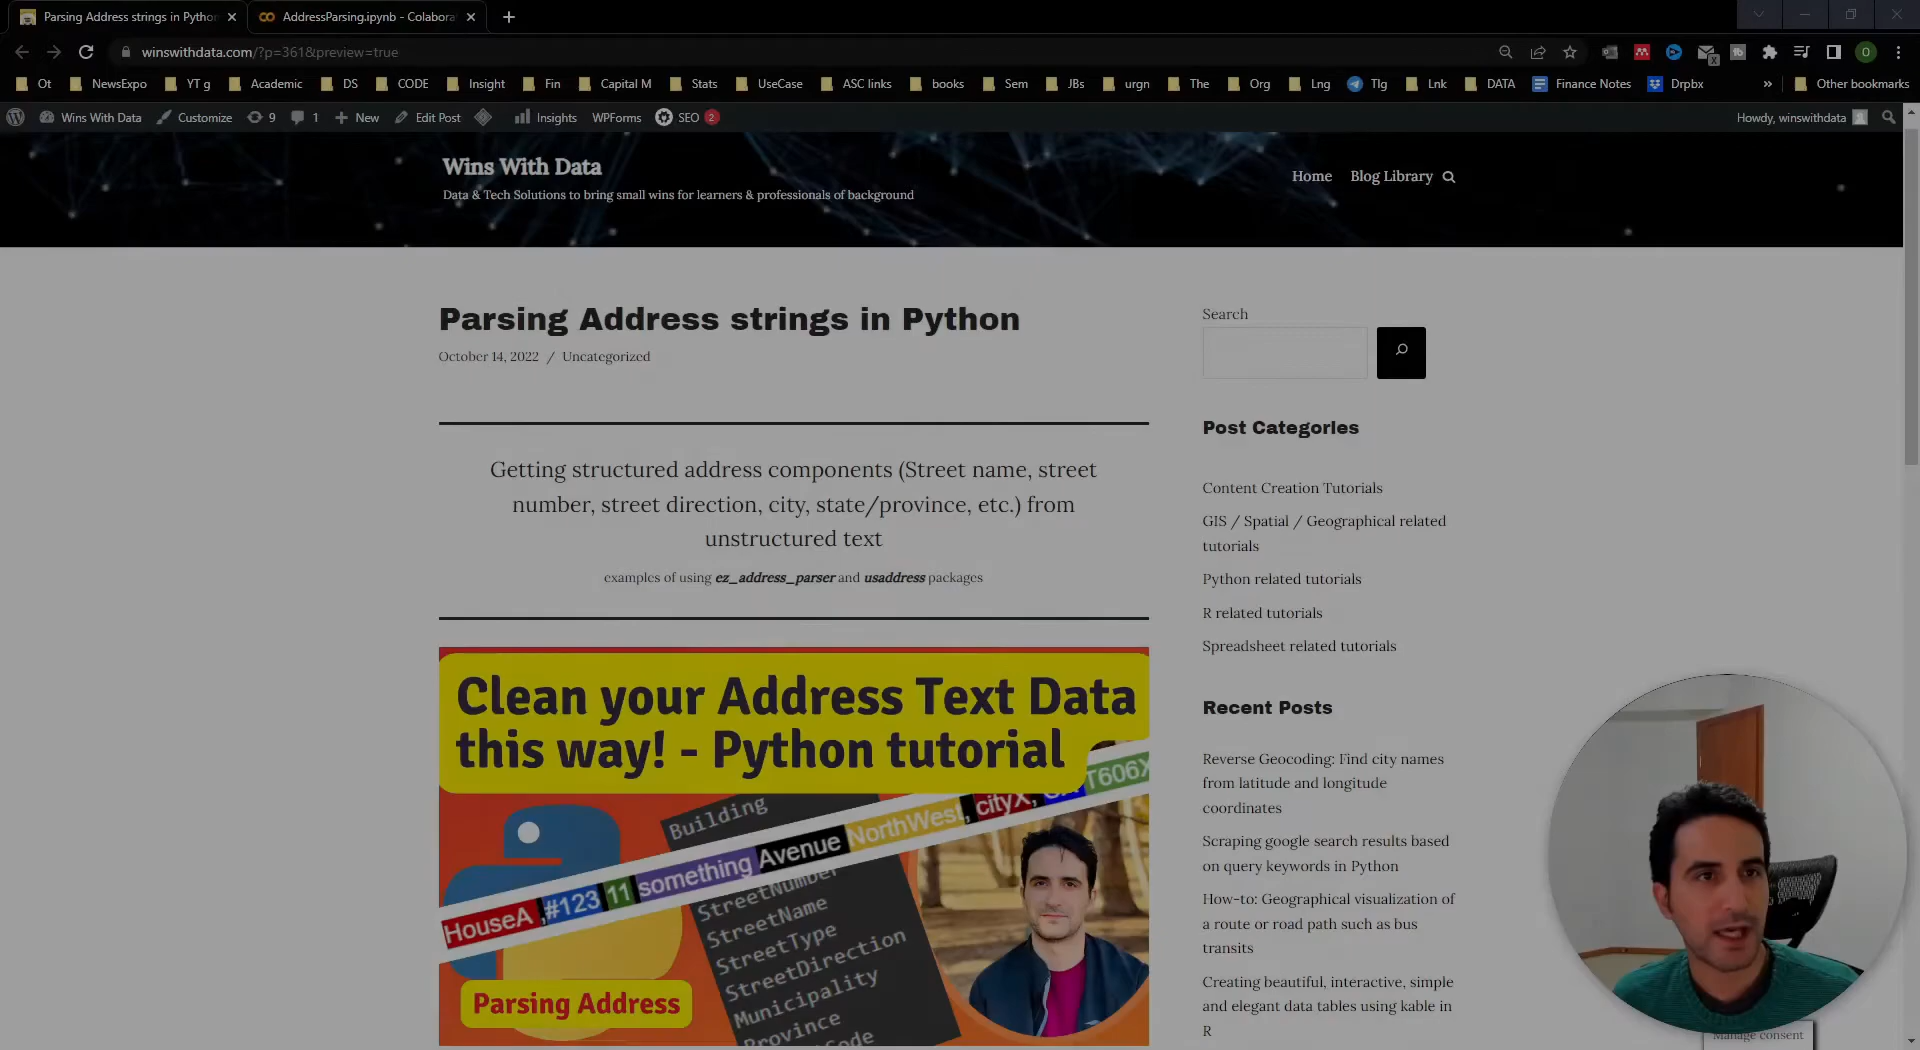 Parsing Address strings in Python
AddressParsing.ipynb - Colabora
winswithdata.com/?p=361&preview=true
Ot
NewsExpo
YT g
Academic
DS
CODE
Insight
Fin
Capital M
Stats
UseCase
ASC links
books
Sem
JBs
urgn
The
Org
Lng
Tlg
Lnk
DATA
Finance Notes
Drpbx
»
Other bookmarks
Wins With Data
Customize
9
1
New
Edit Post
Insights
WPForms
SEO
2
Howdy, winswithdata
Wins With Data
Data & Tech Solutions to bring small wins for learners & professionals of background
Home
Blog Library
Parsing Address strings in Python
October 14, 2022 / Uncategorized
Getting structured address components (Street name, street
number, street direction, city, state/province, etc.) from
unstructured text
examples of using ez_address_parser and usaddress packages
Clean your Address Text Data
this way! - Python tutorial
HouseA ,#123 11 something Avenue NorthWest, cityX,
T606X
Building
StreetNumber
StreetName
StreetType
StreetDirection
Municipality
Province
Parsing Address
Search
Post Categories
Content Creation Tutorials
GIS / Spatial / Geographical related
tutorials
Python related tutorials
R related tutorials
Spreadsheet related tutorials
Recent Posts
Reverse Geocoding: Find city names
from latitude and longitude
coordinates
Scraping google search results based
on query keywords in Python
How-to: Geographical visualization of
a route or road path such as bus
transits
Creating beautiful, interactive, simple
and elegant data tables using kable in
R
Manage consent